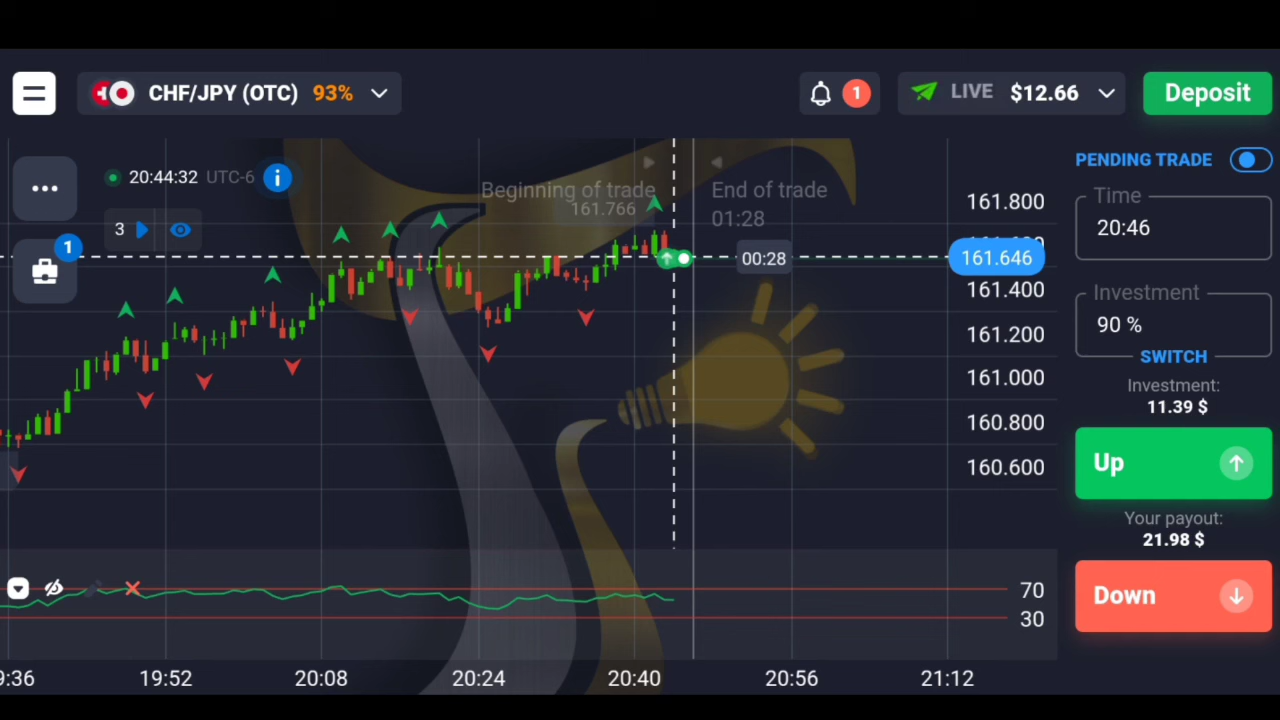 CHF/JPY (OTC) 93%
1
LIVE $12.66
Deposit
20:44:32 UTC-6
i
3
1
Beginning of trade
161.766
End of trade
01:28
00:28
161.800
161.646
161.400
161.200
161.000
160.800
160.600
PENDING TRADE
Time
20:46
Investment
90 %
SWITCH
Investment:
11.39 $
Up
Your payout:
21.98 $
Down
70
30
9:36 19:52 20:08 20:24 20:40 20:56 21:12